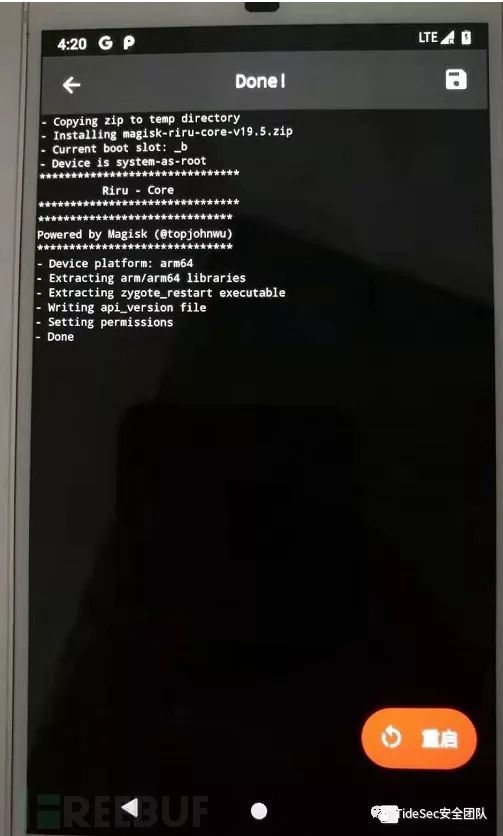 4:20 G P LTE
Done!
- Copying zip to temp directory
- Installing magisk-riru-core-v19.5.zip
- Current boot slot: _b
- Device is system-as-root
*******************************
Riru - Core
*******************************
******************************
Powered by Magisk (@topjohnwu)
******************************
- Device platform: arm64
- Extracting arm/arm64 libraries
- Extracting zygote_restart executable
- Writing api_version file
- Setting permissions
- Done
重启
FREEBUF
TideSec安全团队